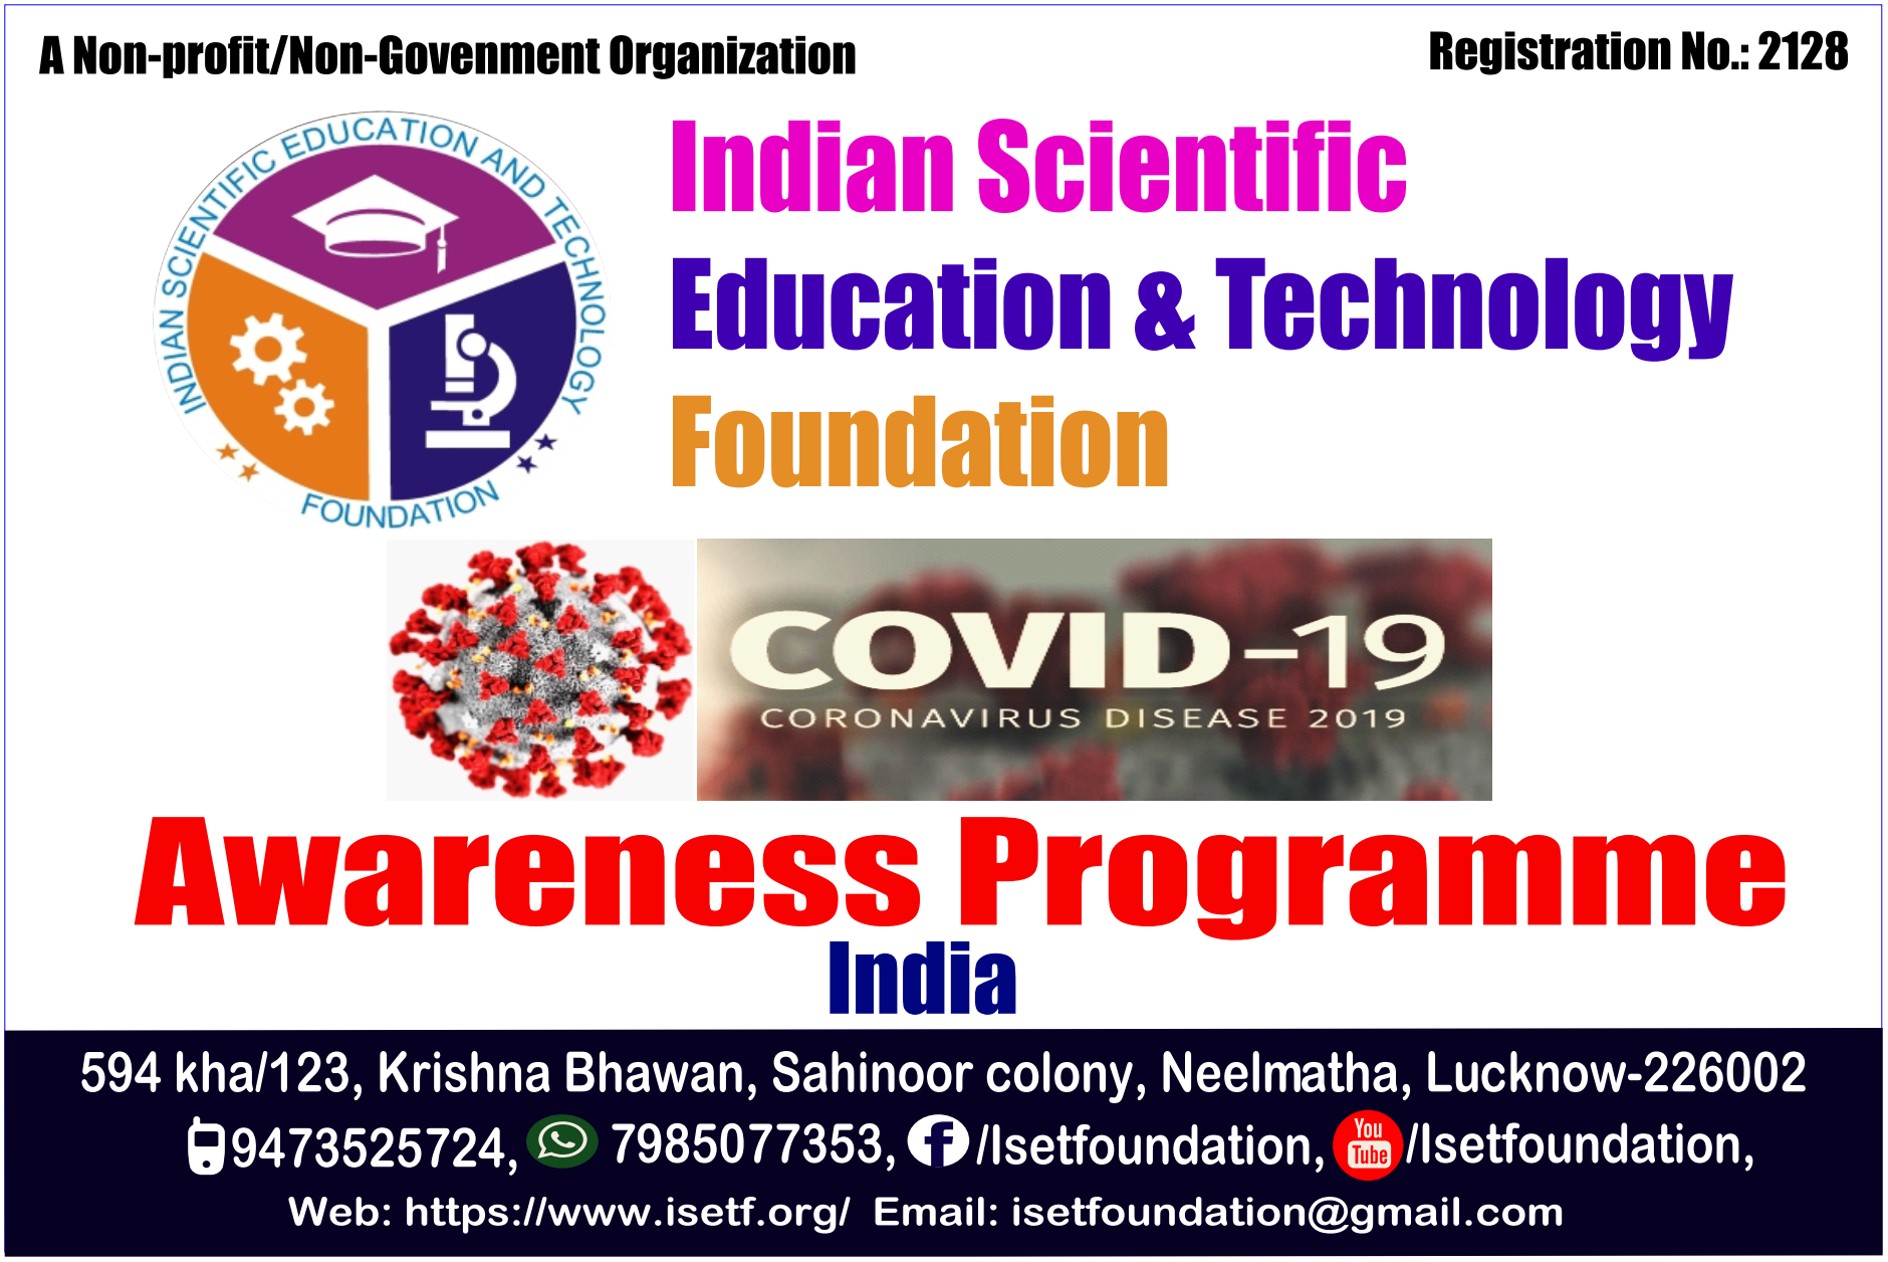 A Non-profit/Non-Govenment Organization
Registration No.: 2128
INDIAN SCIENTIFIC EDUCATION AND TECHNOLOGY
FOUNDATION
Indian Scientific
Education & Technology
Foundation
COVID-19
CORONAVIRUS DISEASE 2019
Awareness Programme
India
594 kha/123, Krishna Bhawan, Sahinoor colony, Neelmatha, Lucknow-226002
9473525724, 7985077353, f/Isetfoundation, You Tube/Isetfoundation,
Web: https://www.isetf.org/ Email: isetfoundation@gmail.com